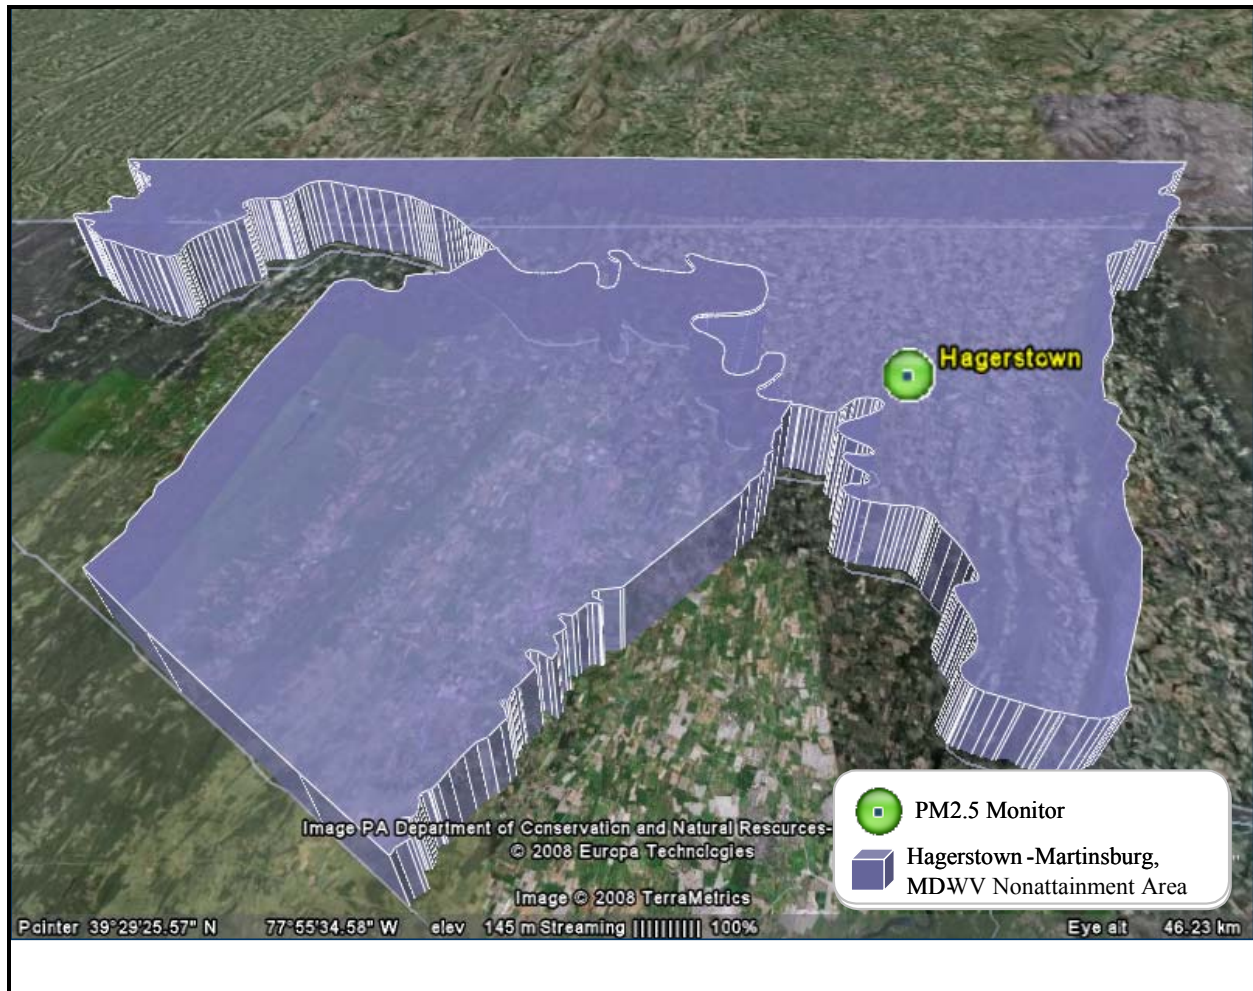 Hagerstown
PM2.5 Monitor
Hagerstown-Martinsburg,
MD-WV Nonattainment Area
Image PA Department of Conservation and Natural Resources-
© 2008 Europa Technologies
Image © 2008 TerraMetrics
Pointer 39°29'25.57" N 77°55'34.58" W elev 145 m Streaming |||||||||| 100% Eye alt 46.23 km